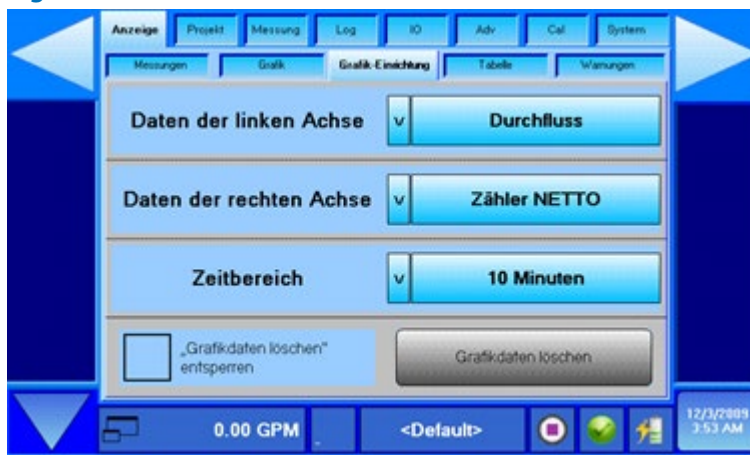 Anzeige Projekt Messung Log IO Adv Cal System
Messungen Grafik Grafik-Einrichtung Tabelle Warnungen
Daten der linken Achse v Durchfluss
Daten der rechten Achse v Zähler NETTO
Zeitbereich v 10 Minuten
„Grafikdaten löschen" entsperren
Grafikdaten löschen
0.00 GPM <Default>
12/3/2009
3:53 AM